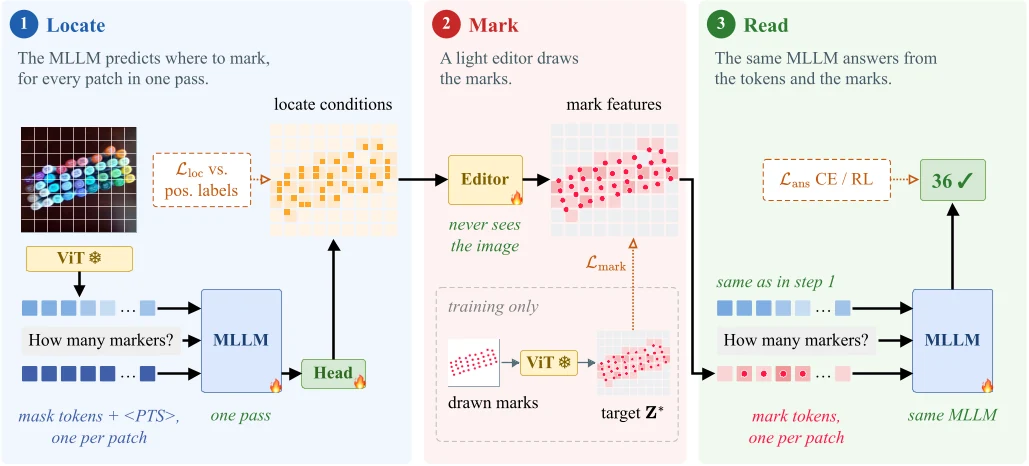 1 Locate
The MLLM predicts where to mark,
for every patch in one pass.
locate conditions
ℒloc vs.
pos. labels
ViT
How many markers?
MLLM
Head
mask tokens + <PTS>,
one per patch
one pass
2 Mark
A light editor draws
the marks.
mark features
Editor
never sees
the image
ℒmark
training only
ViT
drawn marks
target Z*
3 Read
The same MLLM answers from
the tokens and the marks.
ℒans CE / RL
36 ✓
same as in step 1
How many markers?
MLLM
mark tokens,
one per patch
same MLLM